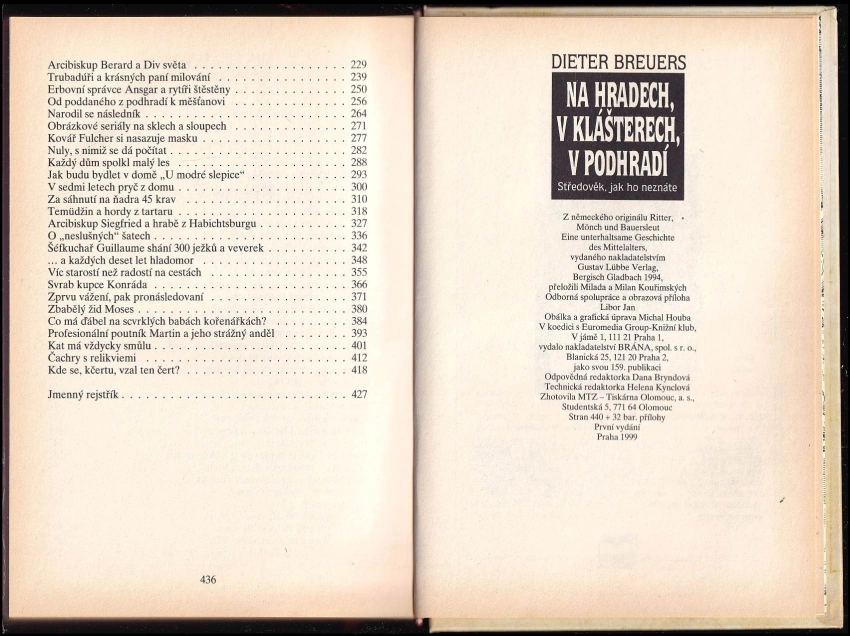 Arcibiskup Berard a Div světa . . . . . . . . . . . . . . . . . . . . 229
Trubadúři a krásných paní milování . . . . . . . . . . . . . . . . . 239
Erbovní správce Ansgar a rytíři štěstěny . . . . . . . . . . . . . . 250
Od poddaného z podhradí k měšťanovi . . . . . . . . . . . . . . . 256
Narodil se následník . . . . . . . . . . . . . . . . . . . . . . . . . . 264
Obrázkové seriály na sklech a sloupech . . . . . . . . . . . . . . . 271
Kovář Fulcher si nasazuje masku . . . . . . . . . . . . . . . . . . . 277
Nuly, s nimiž se dá počítat . . . . . . . . . . . . . . . . . . . . . . . 282
Každý dům spolkl malý les . . . . . . . . . . . . . . . . . . . . . . 288
Jak budu bydlet v domě „U modré slepice“ . . . . . . . . . . . . . 293
V sedmi letech pryč z domu . . . . . . . . . . . . . . . . . . . . . . 300
Za sáhnutí na ňadra 45 krav . . . . . . . . . . . . . . . . . . . . . 310
Temüdžin a hordy z tartaru . . . . . . . . . . . . . . . . . . . . . . 318
Arcibiskup Siegfried a hrabě z Habichtsburgu . . . . . . . . . . . 327
O „neslušných“ šatech . . . . . . . . . . . . . . . . . . . . . . . . . 336
Šéfkuchař Guillaume shání 300 ježků a veverek . . . . . . . . . . 342
... a každých deset let hladomor . . . . . . . . . . . . . . . . . . . 348
Víc starostí než radostí na cestách . . . . . . . . . . . . . . . . . . 355
Svrab kupce Konráda . . . . . . . . . . . . . . . . . . . . . . . . . . 366
Zprvu vážení, pak pronásledovaní . . . . . . . . . . . . . . . . . . 371
Zbabělý žid Moses . . . . . . . . . . . . . . . . . . . . . . . . . . . . 380
Co má ďábel na scvrklých babách kořenářkách? . . . . . . . . . . 384
Profesionální poutník Martin a jeho strážný anděl . . . . . . . . . 393
Kat má vždycky smůlu . . . . . . . . . . . . . . . . . . . . . . . . . 401
Čachry s relikviemi . . . . . . . . . . . . . . . . . . . . . . . . . . . 412
Kde se, kčertu, vzal ten čert? . . . . . . . . . . . . . . . . . . . . . 418
Jmenný rejstřík . . . . . . . . . . . . . . . . . . . . . . . . . . . . . . 427
436
DIETER BREUERS
NA HRADECH,
V KLÁŠTERECH,
V PODHRADÍ
Středověk, jak ho neznáte
Z německého originálu Ritter,
Mönch und Bauersleut
Eine unterhaltsame Geschichte
des Mittelalters,
vydaného nakladatelstvím
Gustav Lübbe Verlag,
Bergisch Gladbach 1994,
přeložili Milada a Milan Kouřimských
Odborná spolupráce a obrazová příloha
Libor Jan
Obálka a grafická úprava Michal Houba
V koedici s Euromedia Group-Knižní klub,
V jámě 1, 111 21 Praha 1,
vydalo nakladatelství BRÁNA, spol. s r. o.,
Blanická 25, 121 20 Praha 2,
jako svou 159. publikaci
Odpovědná redaktorka Dana Bryndová
Technická redaktorka Helena Kynclová
Zhotovila MTZ – Tiskárna Olomouc, a. s.,
Studentská 5, 771 64 Olomouc
Stran 440 + 32 bar. přílohy
První vydání
Praha 1999